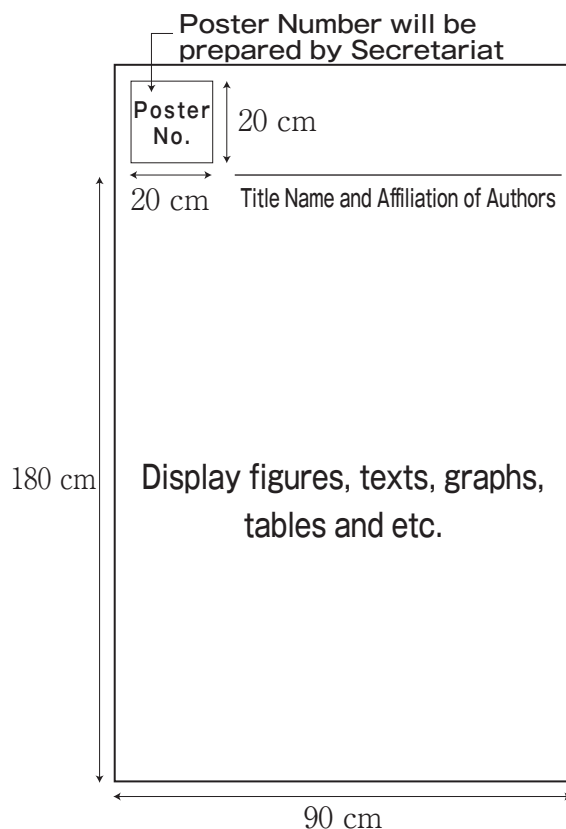 Poster Number will be
prepared by Secretariat
Poster
No.
20 cm
20 cm
Title Name and Affiliation of Authors
180 cm
Display figures, texts, graphs,
tables and etc.
90 cm